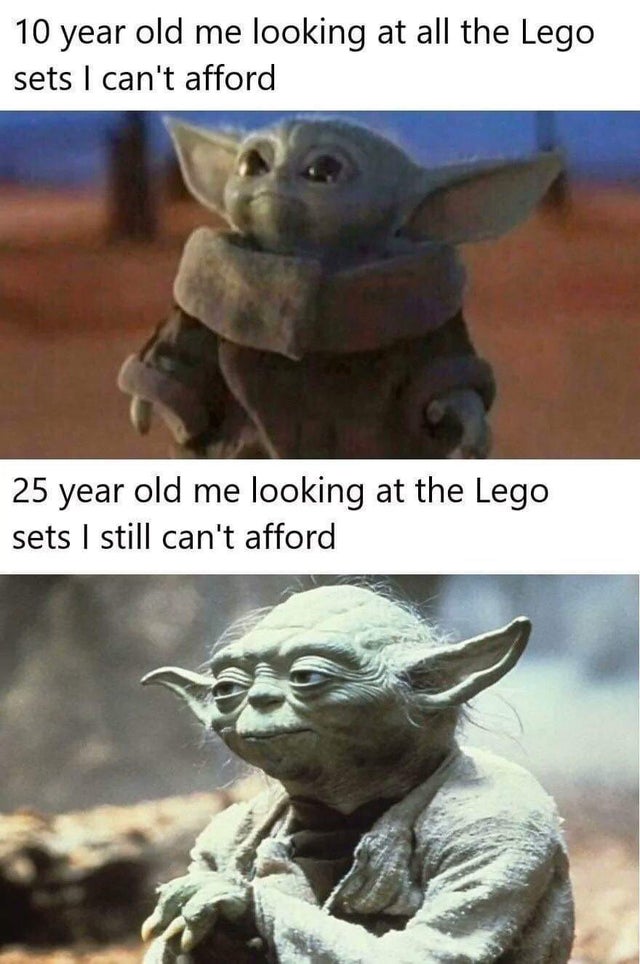 10 year old me looking at all the Lego
sets I can't afford
25 year old me looking at the Lego
sets I still can't afford